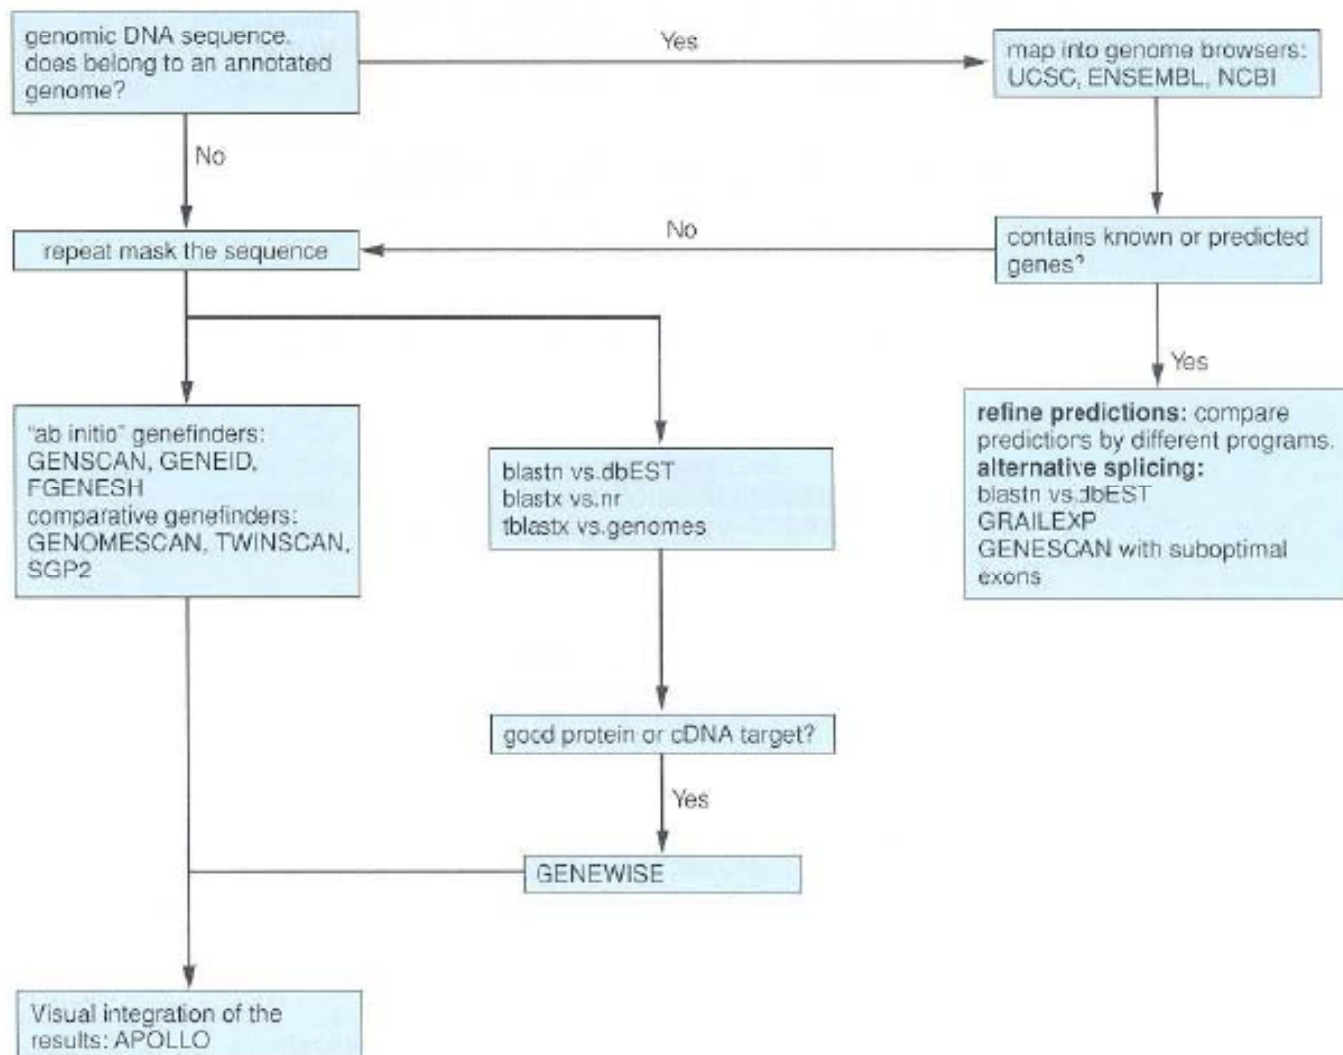 genomic DNA sequence.
does belong to an annotated
genome?
Yes
map into genome browsers:
UCSC, ENSEMBL, NCBI
No
repeat mask the sequence
No
contains known or predicted
genes?
Yes
"ab initio" genefinders:
GENSCAN, GENEID,
FGENESH
comparative genefinders:
GENOMESCAN, TWINSCAN,
SGP2
blastn vs.dbEST
blastx vs.nr
tblastx vs.genomes
refine predictions: compare
predictions by different programs.
alternative splicing:
blastn vs.dbEST
GRAILEXP
GENESCAN with suboptimal
exons
good protein or cDNA target?
Yes
GENEWISE
Visual integration of the
results: APOLLO